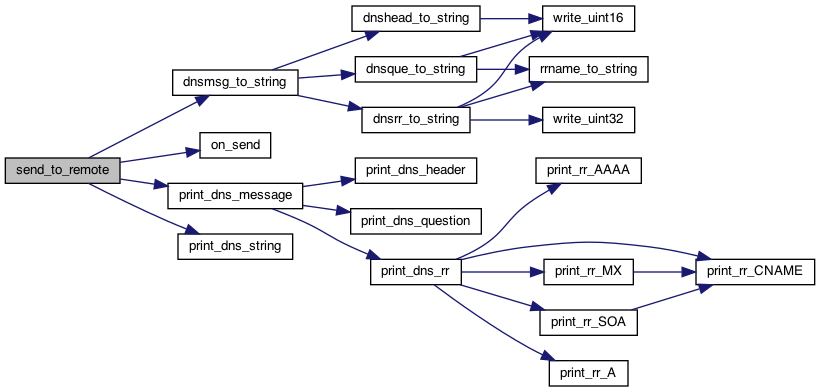 dnshead_to_string
write_uint16
dnsmsg_to_string
dnsque_to_string
rrname_to_string
dnsrr_to_string
write_uint32
on_send
send_to_remote
print_dns_header
print_rr_AAAA
print_dns_message
print_dns_question
print_dns_string
print_dns_rr
print_rr_MX
print_rr_CNAME
print_rr_SOA
print_rr_A